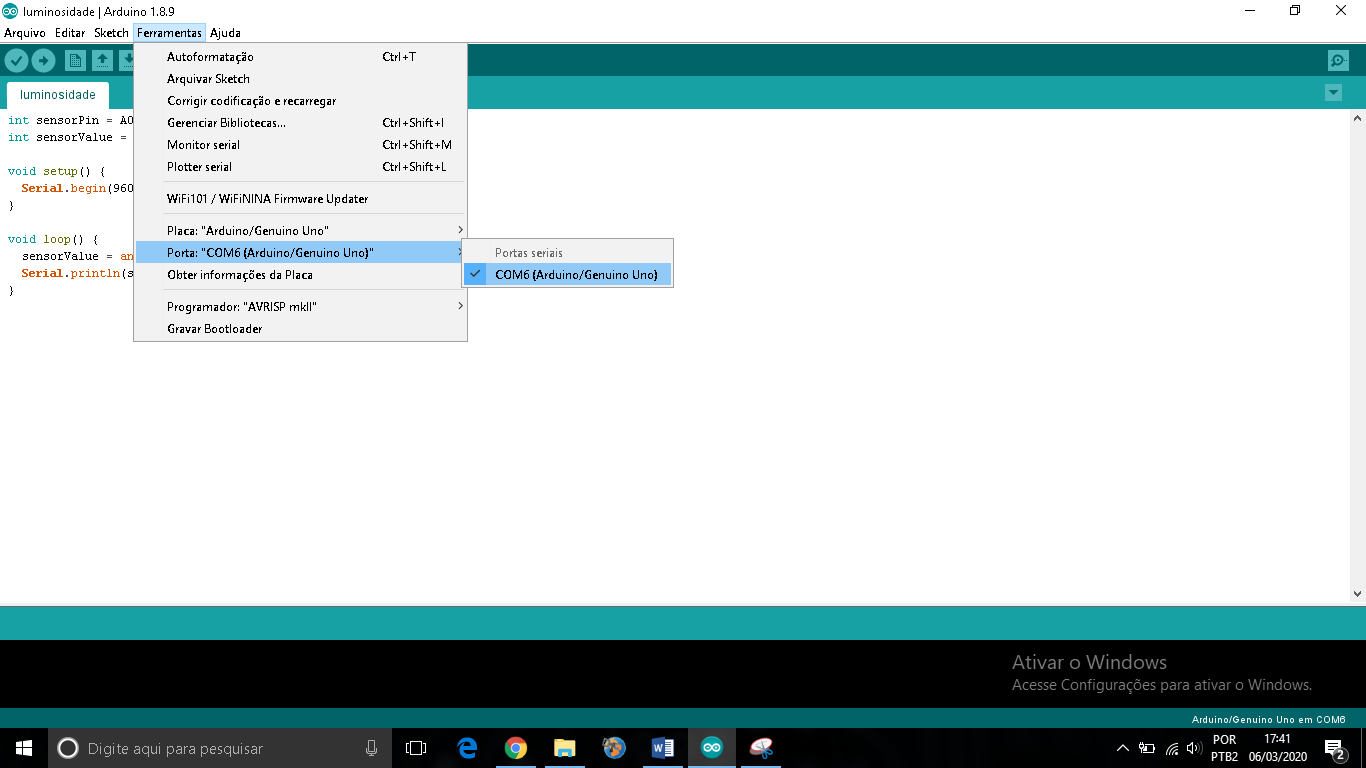 luminosidade | Arduino 1.8.9
Arquivo Editar Sketch Ferramentas Ajuda
luminosidade
int sensorPin = A0
int sensorValue =
void setup() {
Serial.begin(960
}
void loop() {
sensorValue = an
Serial.println(s
}
Autoformatação Ctrl+T
Arquivar Sketch
Corrigir codificação e recarregar
Gerenciar Bibliotecas... Ctrl+Shift+I
Monitor serial Ctrl+Shift+M
Plotter serial Ctrl+Shift+L
WiFi101 / WiFiNINA Firmware Updater
Placa: "Arduino/Genuino Uno"
Porta: "COM6 (Arduino/Genuino Uno)"
Obter informações da Placa
Programador: "AVRISP mkII"
Gravar Bootloader
Portas seriais
COM6 (Arduino/Genuino Uno)
Ativar o Windows
Acesse Configurações para ativar o Windows.
Arduino/Genuino Uno em COM6
Digite aqui para pesquisar
POR
PTB2
17:41
06/03/2020
2